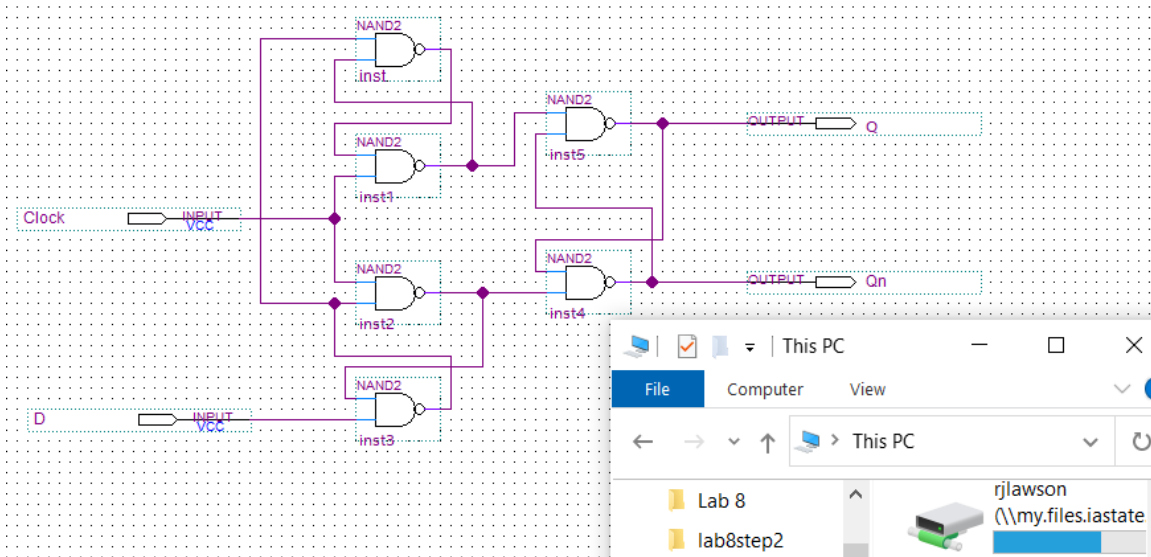 NAND2
inst
NAND2
inst1
NAND2
inst5
OUTPUT
Q
Clock
INPUT
VCC
NAND2
inst2
NAND2
inst4
OUTPUT
Qn
D
INPUT
VCC
NAND2
inst3
This PC
File
Computer
View
This PC
Lab 8
lab8step2
rjlawson
(\\my.files.iastate